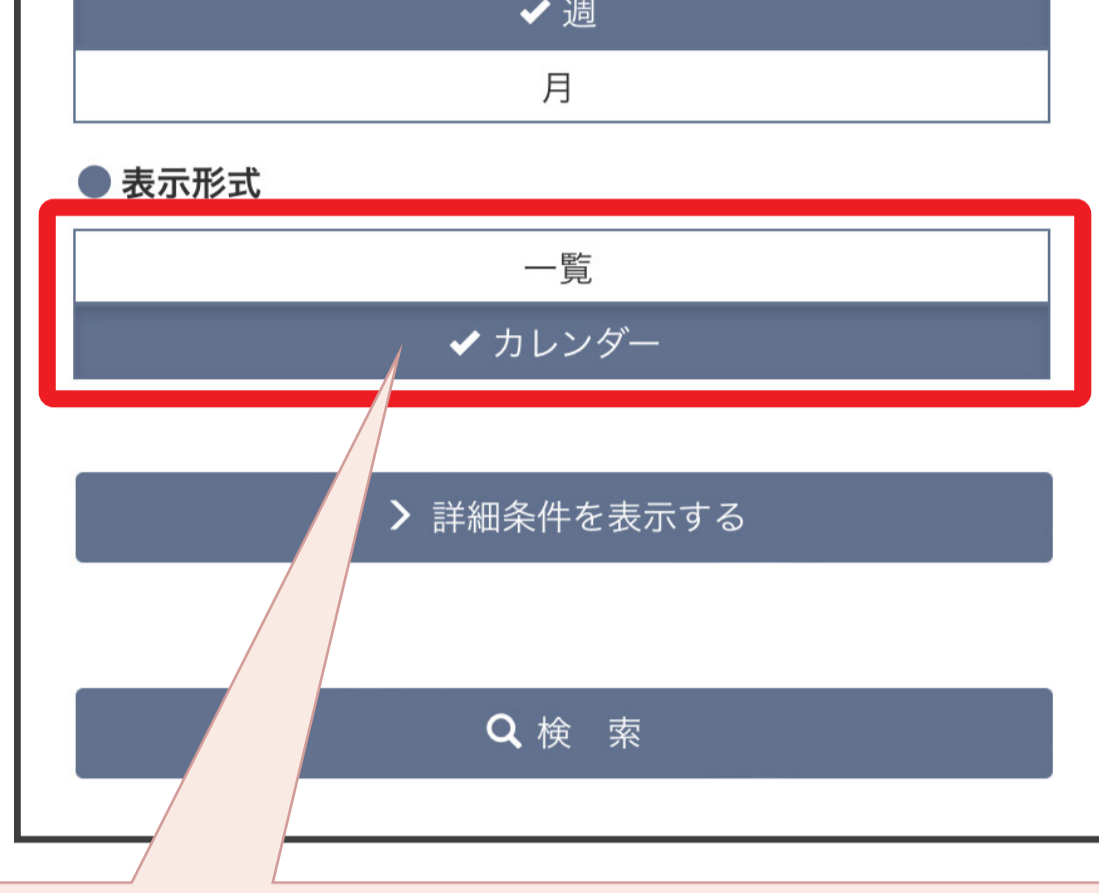 週
月
表示形式
一覧
カレンダー
詳細条件を表示する
検 索